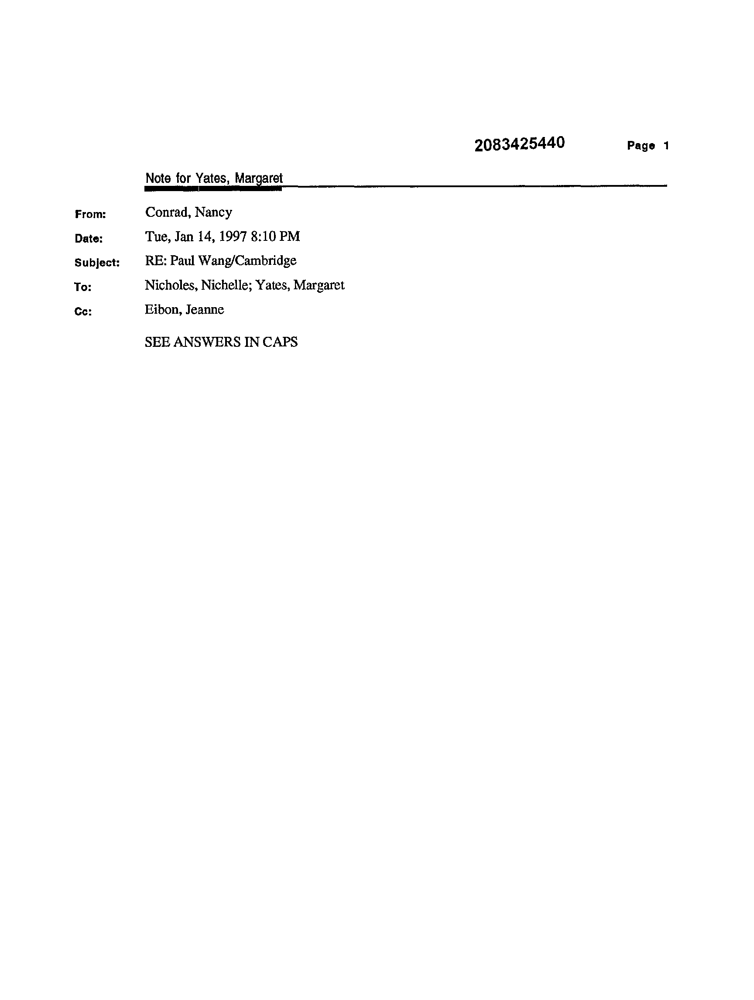 2083425440 Page 1
Note for Yates, Margaret
From: Conrad, Nancy
Date: Tue, Jan 14, 1997 8:10 PM
Subject: RE: Paul Wang/Cambridge
To: Nicholes, Nichelle; Yates, Margaret
Cc: Eibon, Jeanne
SEE ANSWERS IN CAPS